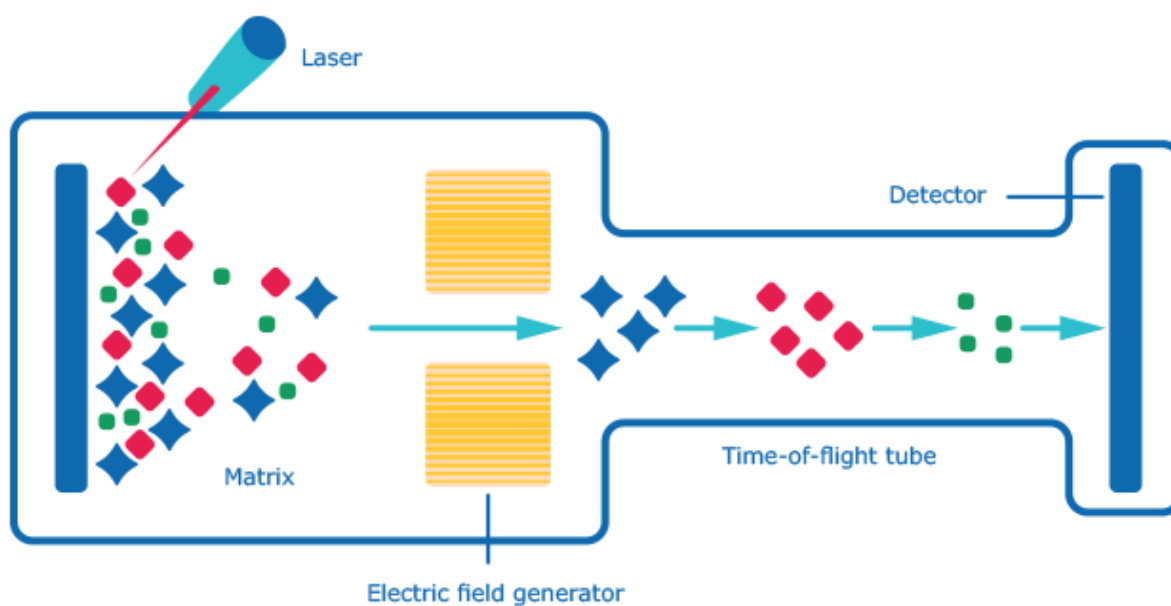 Laser
Detector
Matrix
Time-of-flight tube
Electric field generator